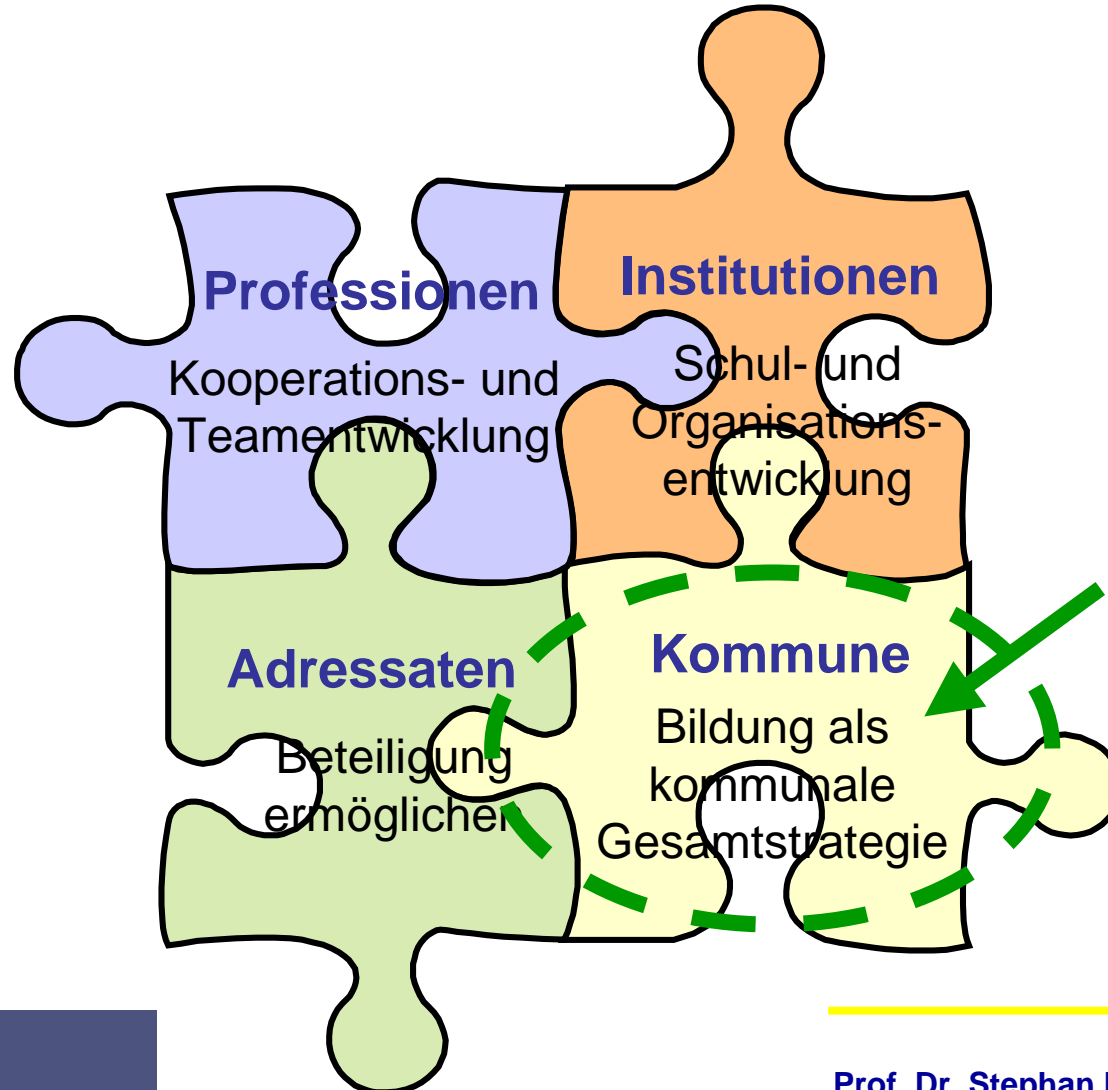 Professionen
Kooperations- und
Teamentwicklung
Institutionen
Schul- und
Organisations-
entwicklung
Adressaten
Beteiligung
ermöglichen
Kommune
Bildung als
kommunale
Gesamtstrategie
Prof. Dr. Stephan